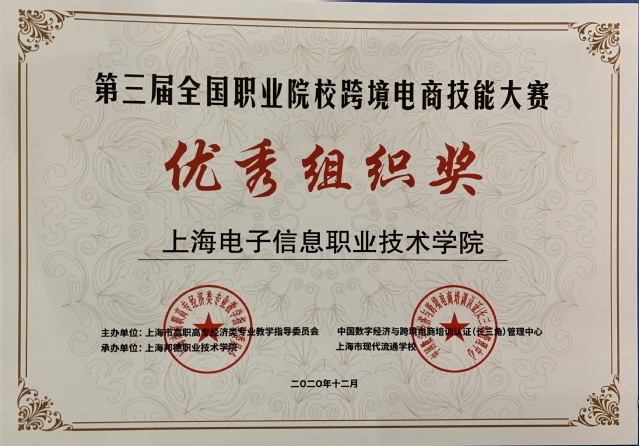 第三届全国职业院校跨境电商技能大赛
优秀组织奖
上海电子信息职业技术学院
主办单位：上海市高职高专经济类专业教学指导委员会 中国数字经济与跨境电商培训认证(长三角)管理中心
承办单位：上海邦德职业技术学院 上海市现代流通学校
二〇二〇年十二月